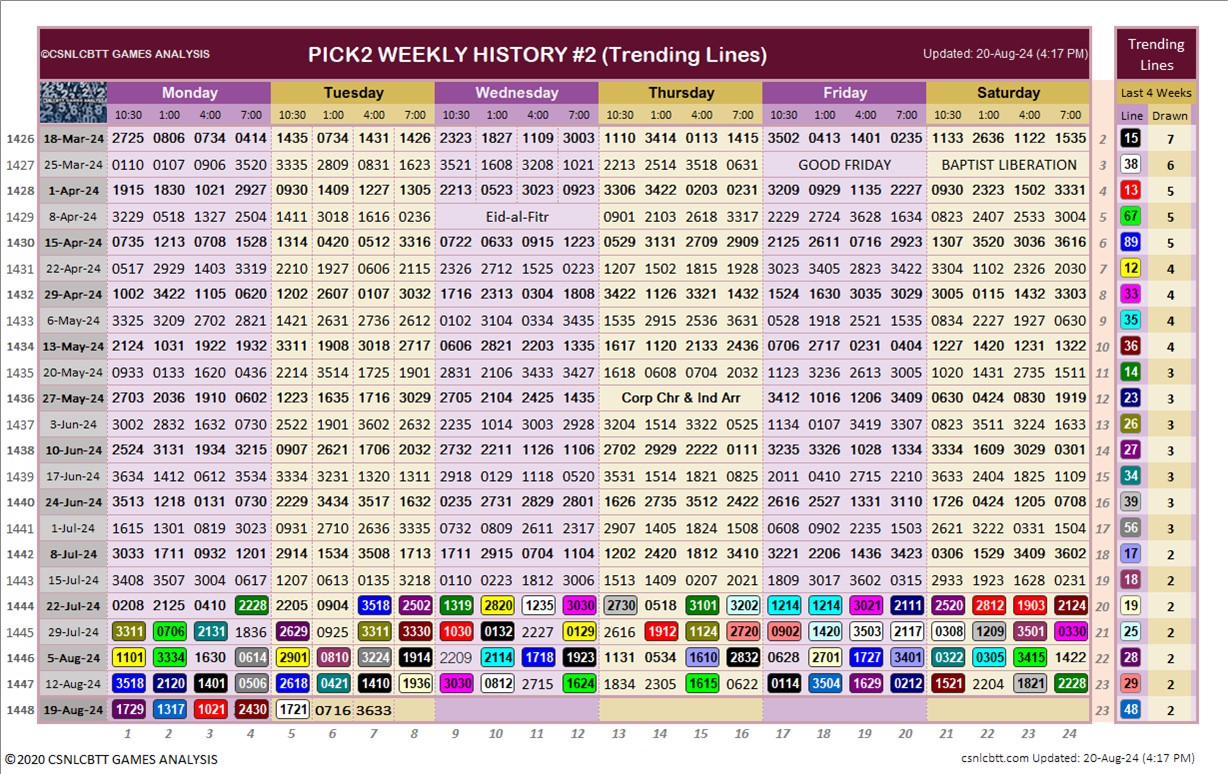 ©CSNLCBTT GAMES ANALYSIS PICK2 WEEKLY HISTORY #2 (Trending Lines) Updated: 20-Aug-24 (4:17 PM) Trending Lines
Monday Tuesday Wednesday Thursday Friday Saturday Last 4 Weeks
10:30 1:00 4:00 7:00 10:30 1:00 4:00 7:00 10:30 1:00 4:00 7:00 10:30 1:00 4:00 7:00 10:30 1:00 4:00 7:00 10:30 1:00 4:00 7:00 Line Drawn
1426 18-Mar-24 2725 0806 0734 0414 1435 0734 1431 1426 2323 1827 1109 3003 1110 3414 0113 1415 3502 0413 1401 0235 1133 2636 1122 1535 2 15 7
1427 25-Mar-24 0110 0107 0906 3520 3335 2809 0831 1623 3521 1608 3208 1021 2213 2514 3518 0631 GOOD FRIDAY BAPTIST LIBERATION 3 38 6
1428 1-Apr-24 1915 1830 1021 2927 0930 1409 1227 1305 2213 0523 3023 0923 3306 3422 0203 0231 3209 0929 1135 2227 0930 2323 1502 3331 4 13 5
1429 8-Apr-24 3229 0518 1327 2504 1411 3018 1616 0236 Eid-al-Fitr 0901 2103 2618 3317 2229 2724 3628 1634 0823 2407 2533 3004 5 67 5
1430 15-Apr-24 0735 1213 0708 1528 1314 0420 0512 3316 0722 0633 0915 1223 0529 3131 2709 2909 2125 2611 0716 2923 1307 3520 3036 3616 6 89 5
1431 22-Apr-24 0517 2929 1403 3319 2210 1927 0606 2115 2326 2712 1525 0223 1207 1502 1815 1928 3023 3405 2823 3422 3304 1102 2326 2030 7 12 4
1432 29-Apr-24 1002 3422 1105 0620 1202 2607 0107 3033 1716 2313 0304 1808 3422 1126 3321 1432 1524 1630 3335 3029 3005 0115 1432 3303 8 33 4
1433 6-May-24 3325 3209 2702 2821 1421 2631 2736 2612 0102 3104 0334 3435 1535 2915 2536 3631 0528 1918 2521 1535 0834 2227 1927 0630 9 35 4
1434 13-May-24 2124 1031 1922 1932 3311 1908 3018 2717 0606 2821 2203 1335 1617 1120 2133 2436 0706 2717 0231 0404 1227 1420 1231 1322 10 36 4
1435 20-May-24 0933 0133 1620 0436 2214 3514 1725 1901 2831 2106 3433 3427 1618 0608 0704 2032 1123 3236 2613 3005 1020 1431 2735 1511 11 14 3
1436 27-May-24 2703 2036 1910 0602 1223 1635 1716 3029 2705 2104 2425 1435 Corp Chr & Ind Arr 3412 1016 1206 3409 0630 0424 0830 1919 12 23 3
1437 3-Jun-24 3002 2832 1632 0730 2522 1901 3602 2632 2235 1014 3003 2928 3204 1514 3322 0525 1134 0107 3419 3307 0823 3511 3224 1633 13 26 3
1438 10-Jun-24 2524 3131 1934 3215 0907 2621 1706 2032 2732 2211 1126 1106 2702 2929 2222 0111 3235 3326 1028 1334 3334 1609 3029 0301 14 27 3
1439 17-Jun-24 3634 1412 0612 3534 3334 3231 1320 1311 2918 0123 1118 0520 3531 1514 1821 0825 2011 0410 2715 2210 3633 2404 1825 1109 15 34 3
1440 24-Jun-24 3513 1218 0131 0730 2229 3434 3517 1632 0235 2731 2829 2801 1626 2735 3512 2422 2616 2527 1331 3110 1726 0424 1205 0708 16 39 3
1441 1-Jul-24 1615 1301 0819 3023 0931 2710 2636 3335 0732 0809 2611 2317 2907 1405 1824 1508 0608 0902 2235 1503 2621 3222 0331 1504 17 56 3
1442 8-Jul-24 3033 1711 0932 1201 2914 1534 3508 1713 1711 2915 0704 1104 1202 2420 1812 3410 3221 2206 1436 3423 0306 1529 3409 3602 18 17 2
1443 15-Jul-24 3408 3507 3004 0617 1207 0613 0135 3218 0110 0223 1812 3006 1513 1409 0207 2021 1809 3017 3602 0315 2933 1923 1628 0231 19 18 2
1444 22-Jul-24 0208 2125 0410 2228 2205 0904 3518 2502 1319 2820 1235 3030 2730 0518 3101 3202 1214 1214 3021 2111 2520 2812 1903 2124 20 19 2
1445 29-Jul-24 3311 0706 2131 1836 2629 0925 3311 3330 1030 0132 2227 0129 2616 1912 1124 2720 0902 1420 3503 2117 0308 1209 3501 0330 21 25 2
1446 5-Aug-24 1101 3334 1630 0614 2901 0810 3224 1914 2209 2114 1718 1923 1131 0534 1610 2832 0628 2701 1727 3401 0322 0305 3415 1422 22 28 2
1447 12-Aug-24 3518 2120 1401 0506 2618 0421 1410 1936 3030 0812 2715 1624 1834 2305 1615 0622 0114 3504 1629 0212 1521 2204 1821 2228 23 29 2
1448 19-Aug-24 1729 1317 1021 2430 1721 0716 3633 23 48 2
1 2 3 4 5 6 7 8 9 10 11 12 13 14 15 16 17 18 19 20 21 22 23 24
©2020 CSNLCBTT GAMES ANALYSIS csnlcbtt.com Updated: 20-Aug-24 (4:17 PM)